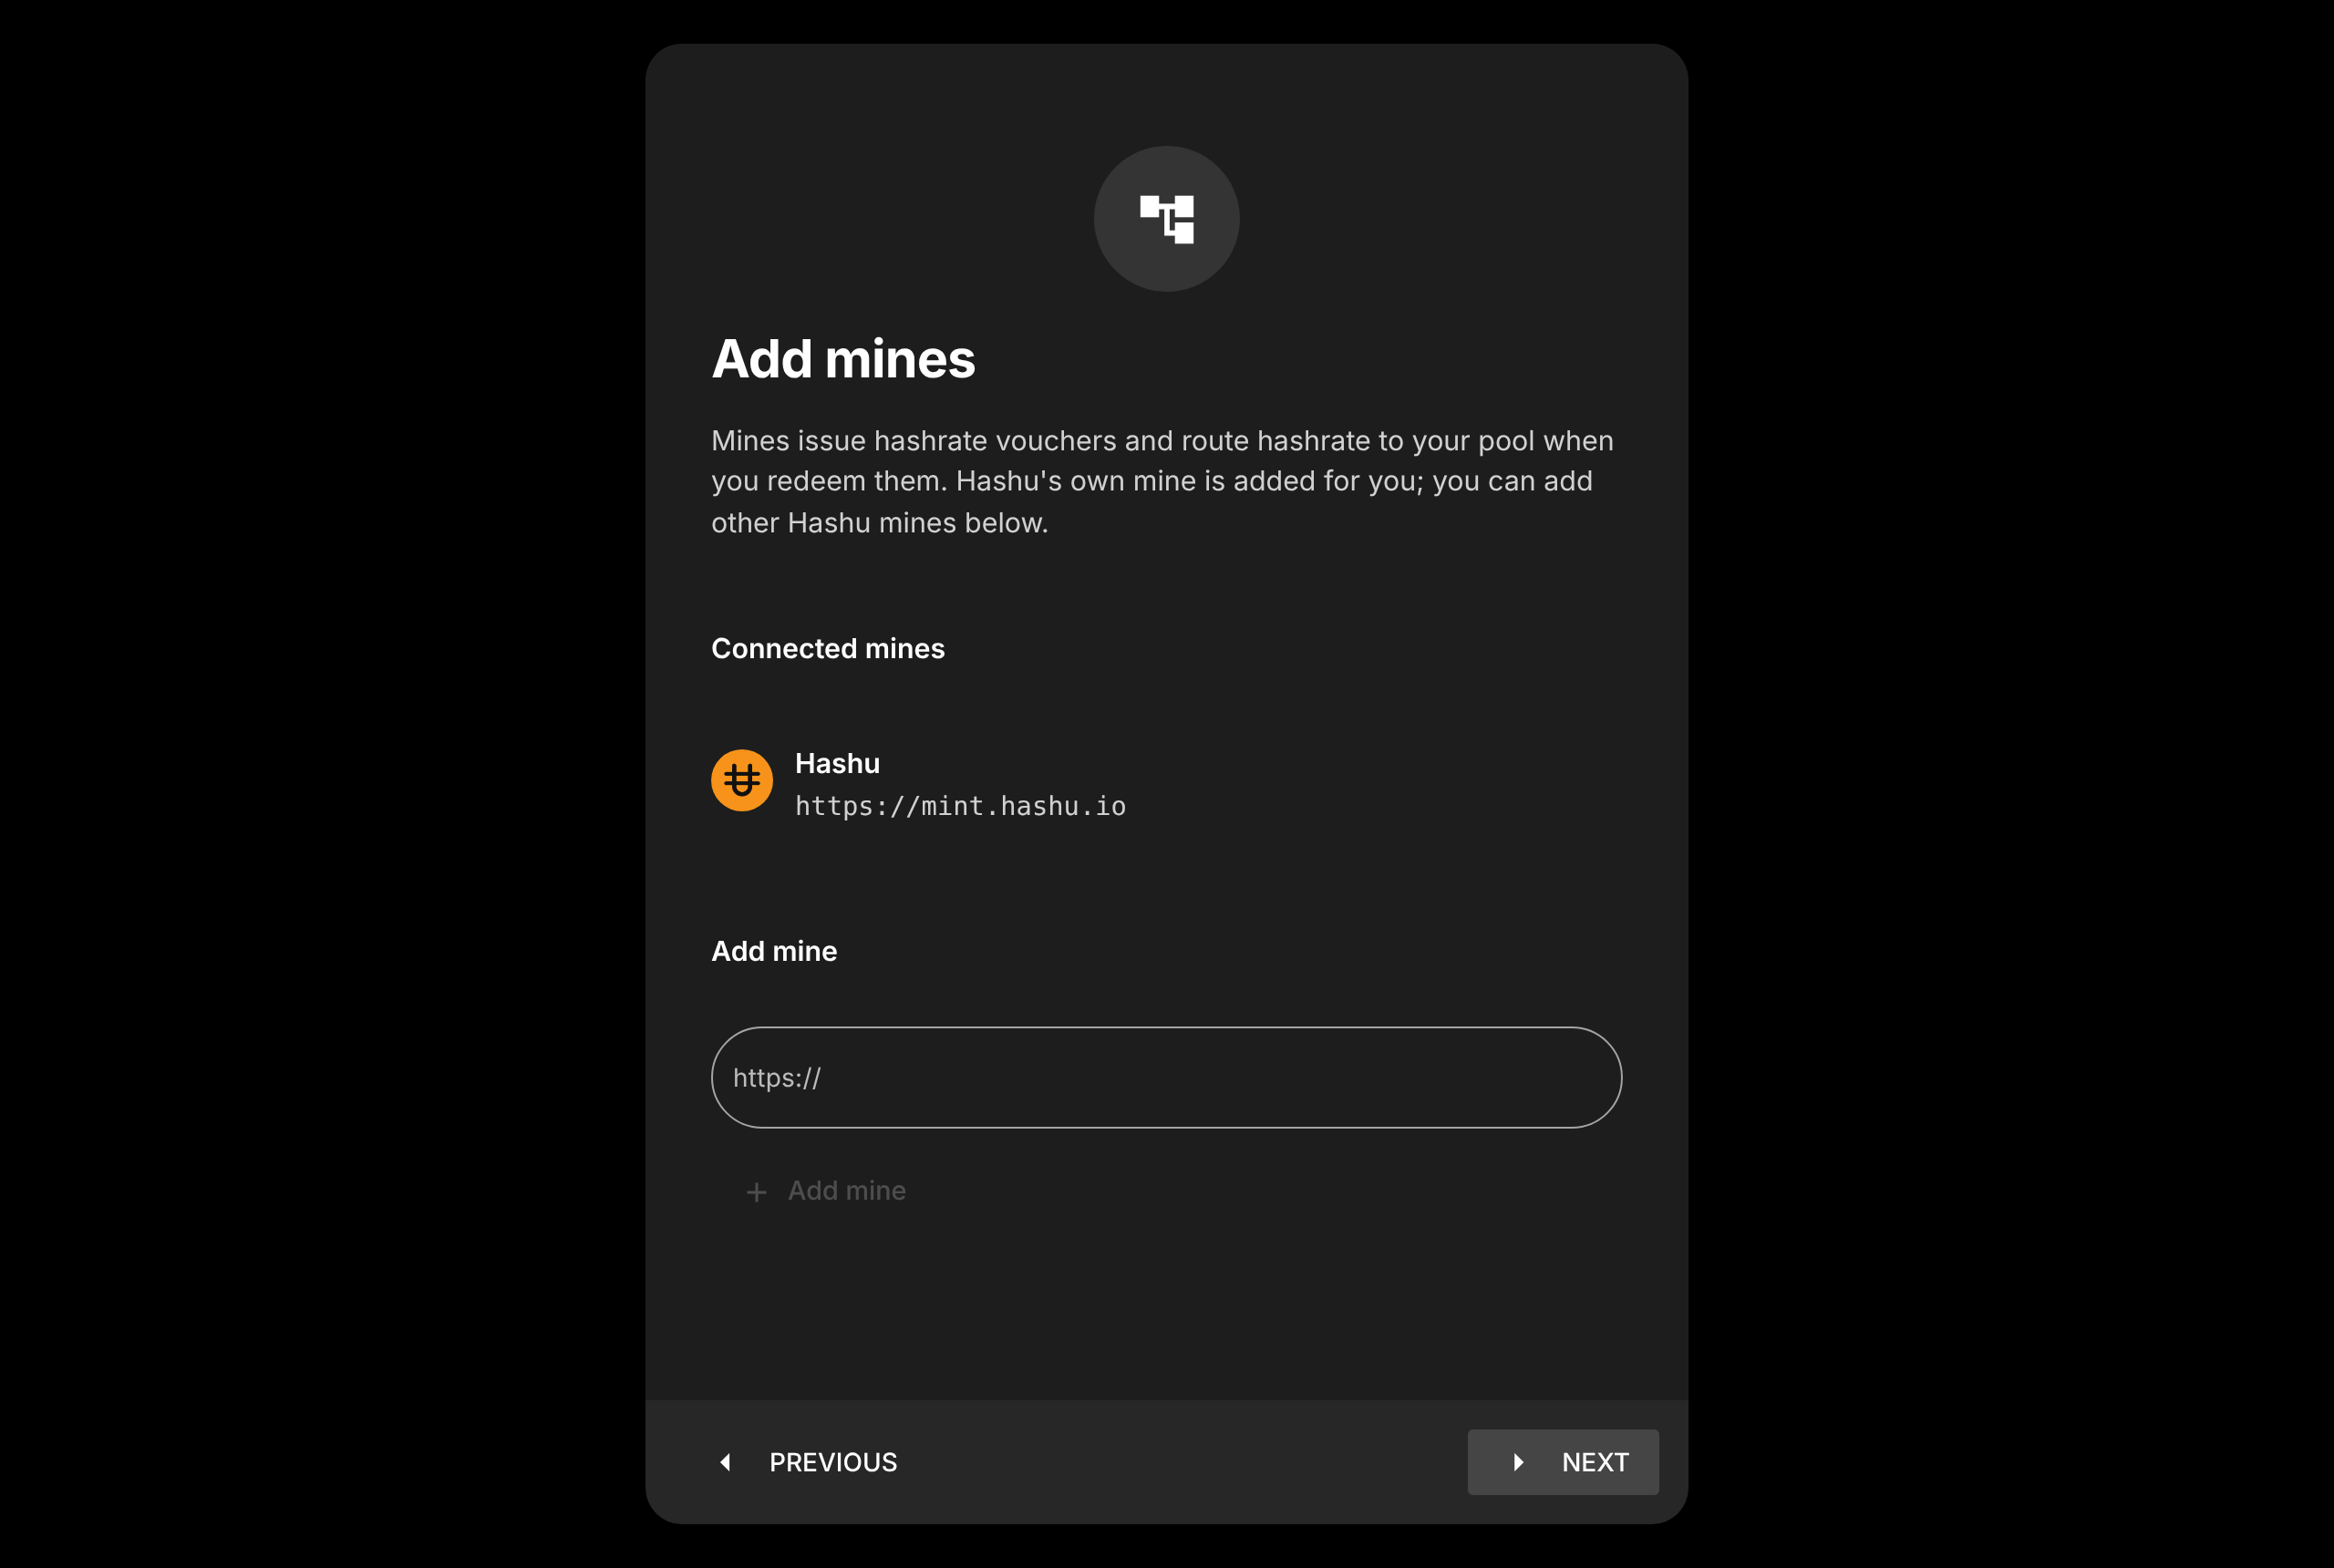 Add mines
Mines issue hashrate vouchers and route hashrate to your pool when
you redeem them. Hashu's own mine is added for you; you can add
other Hashu mines below.
Connected mines
Hashu
https://mint.hashu.io
Add mine
https://
Add mine
PREVIOUS
NEXT